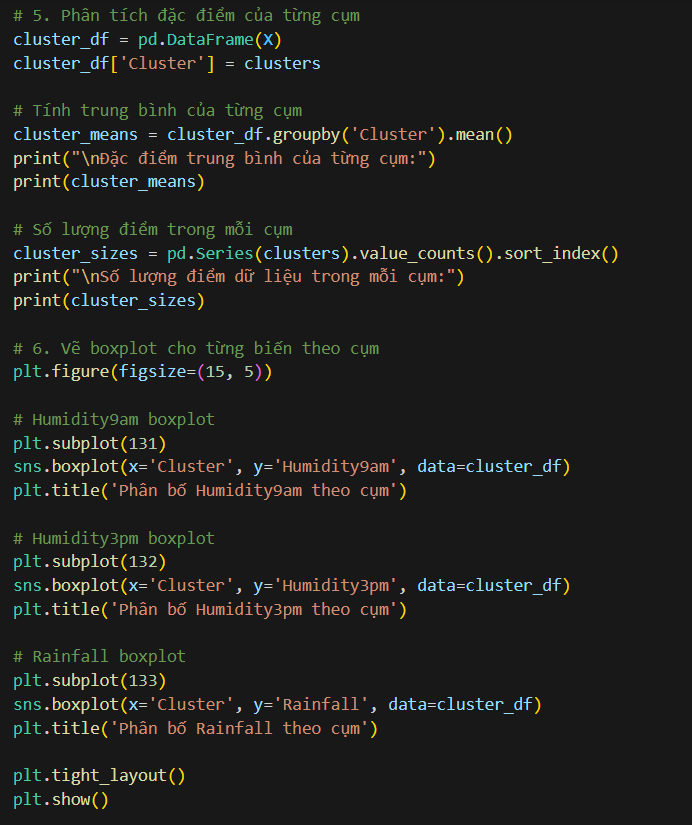 # 5. Phân tích đặc điểm của từng cụm
cluster_df = pd.DataFrame(X)
cluster_df['Cluster'] = clusters
# Tính trung bình của từng cụm
cluster_means = cluster_df.groupby('Cluster').mean()
print("\nĐặc điểm trung bình của từng cụm:")
print(cluster_means)
# Số lượng điểm trong mỗi cụm
cluster_sizes = pd.Series(clusters).value_counts().sort_index()
print("\nSố lượng điểm dữ liệu trong mỗi cụm:")
print(cluster_sizes)
# 6. Vẽ boxplot cho từng biến theo cụm
plt.figure(figsize=(15, 5))
# Humidity9am boxplot
plt.subplot(131)
sns.boxplot(x='Cluster', y='Humidity9am', data=cluster_df)
plt.title('Phân bố Humidity9am theo cụm')
# Humidity3pm boxplot
plt.subplot(132)
sns.boxplot(x='Cluster', y='Humidity3pm', data=cluster_df)
plt.title('Phân bố Humidity3pm theo cụm')
# Rainfall boxplot
plt.subplot(133)
sns.boxplot(x='Cluster', y='Rainfall', data=cluster_df)
plt.title('Phân bố Rainfall theo cụm')
plt.tight_layout()
plt.show()